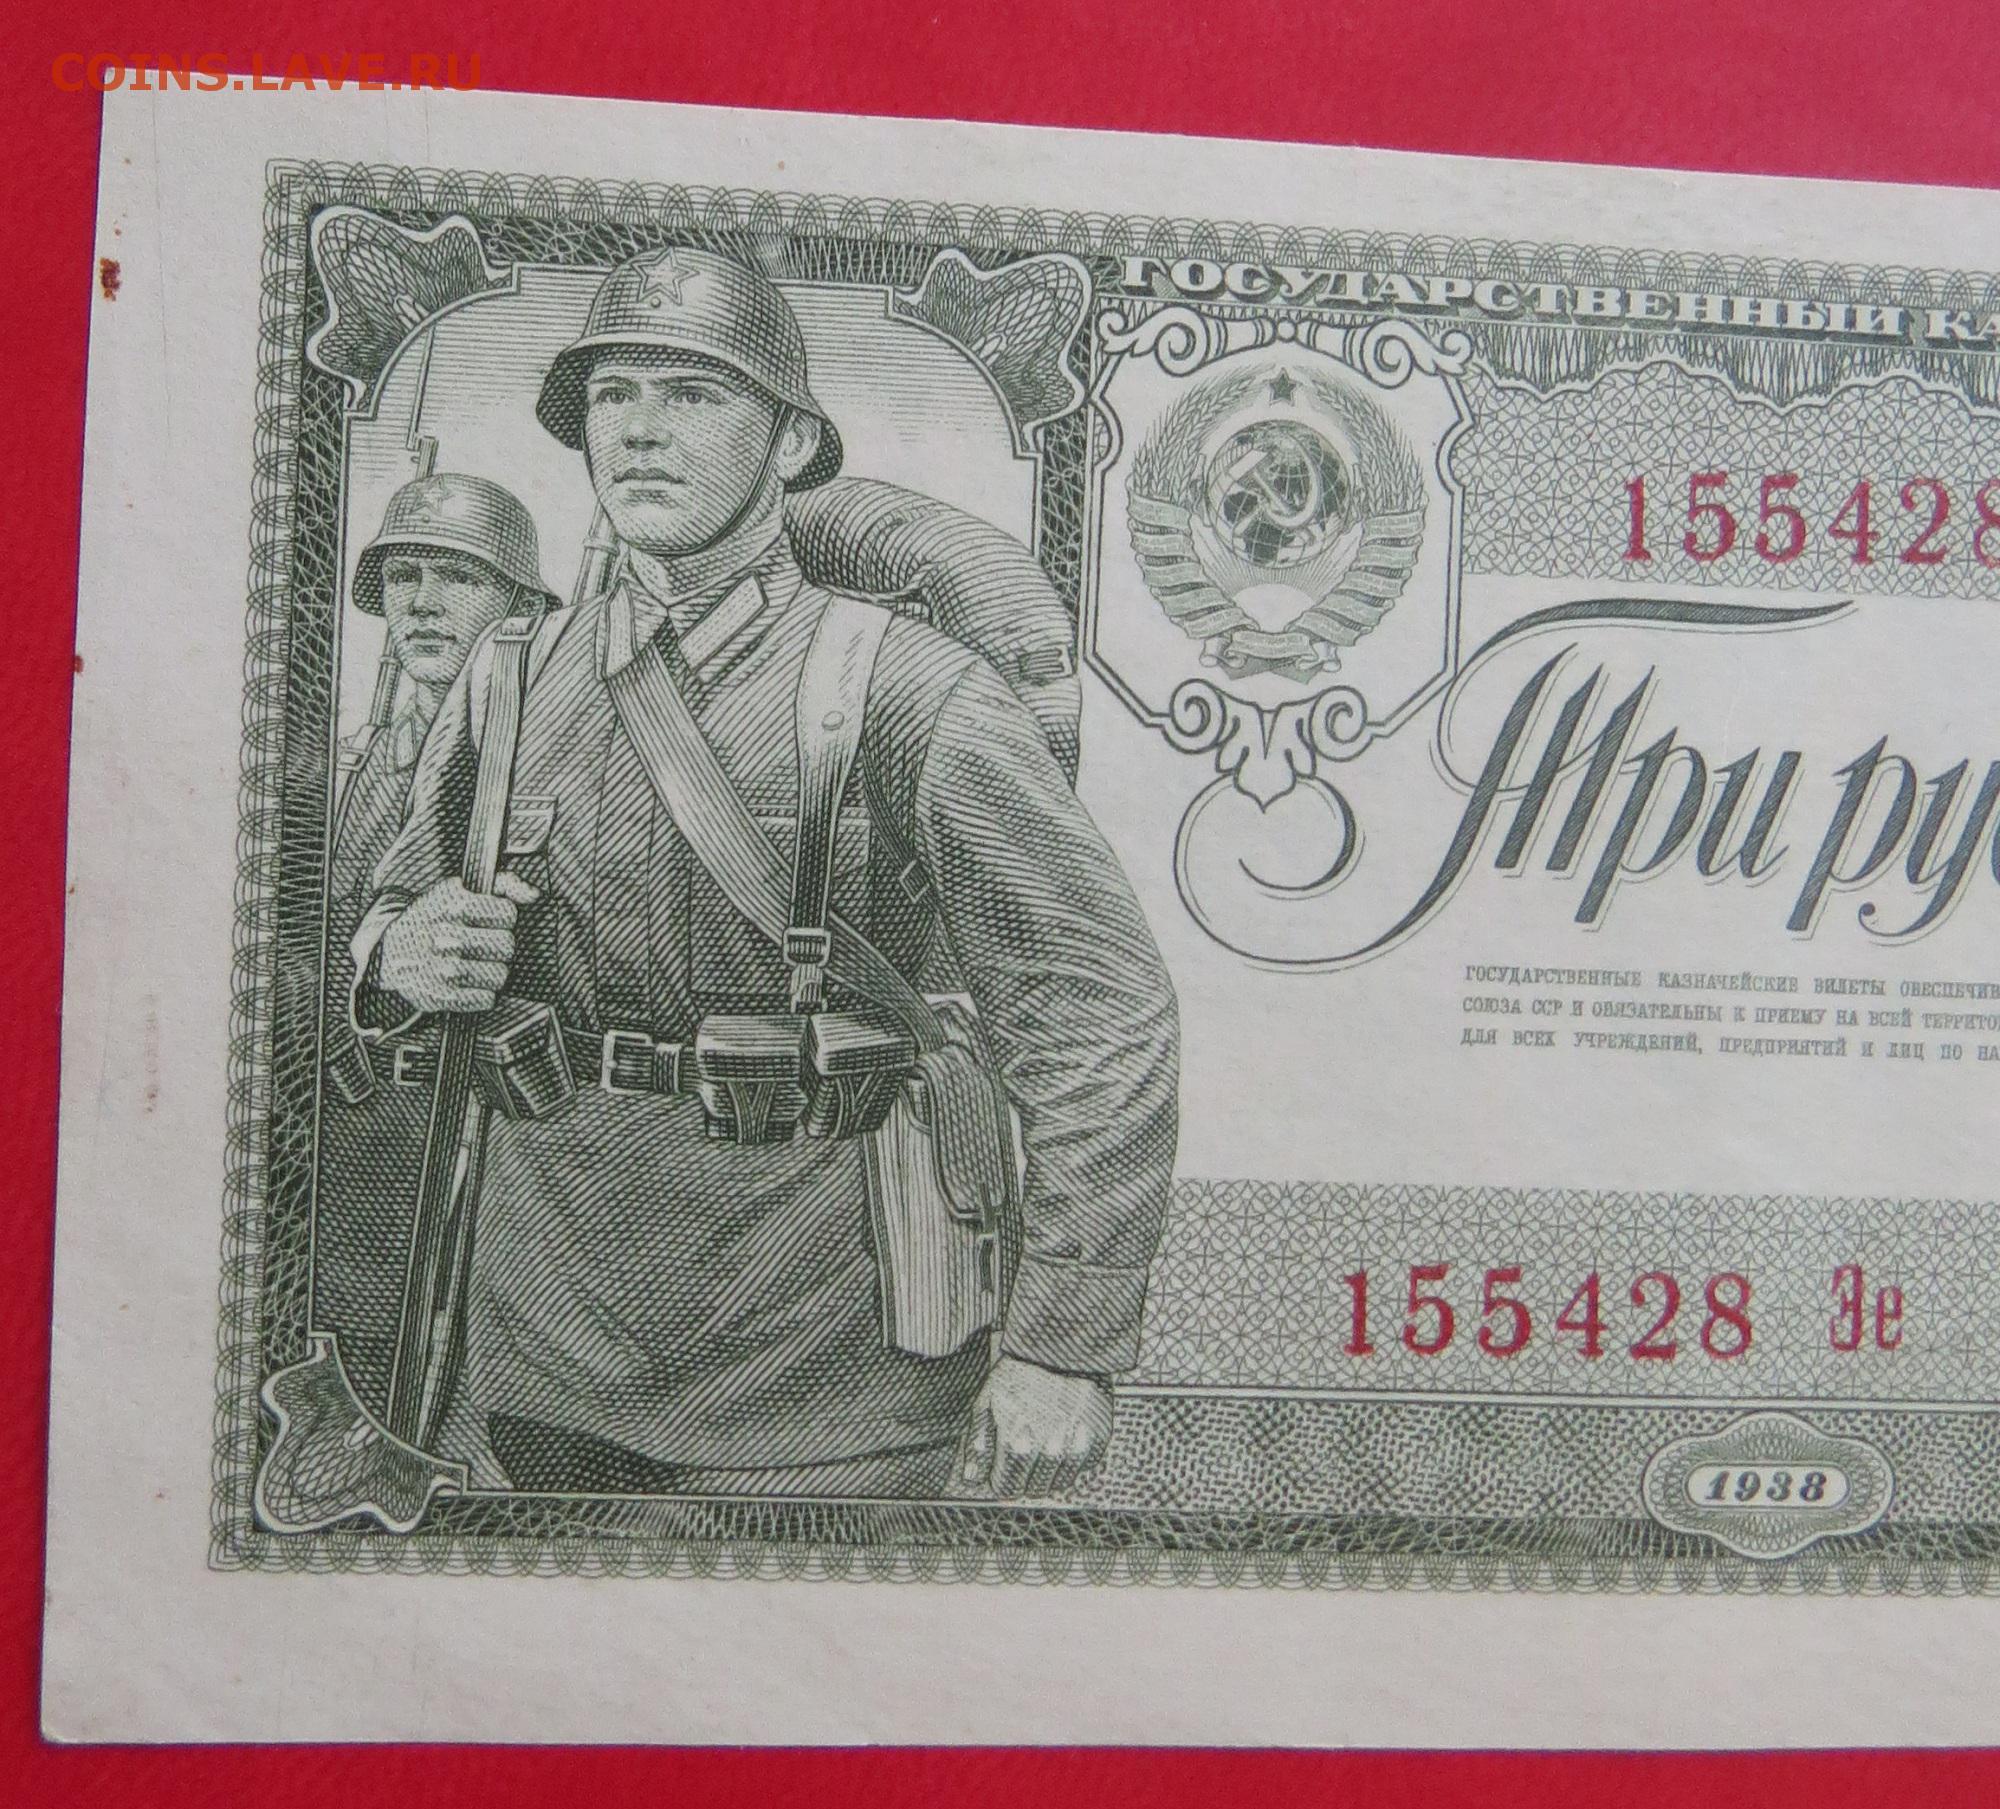 COINS.LAVE.RU
ГОСУДАРСТВЕННЫЙ КА
155428
Три ру
ГОСУДАРСТВЕННЫЕ КАЗНАЧЕЙСКИЕ БИЛЕТЫ ОБЕСПЕЧИВ
СОЮЗА ССР И ОБЯЗАТЕЛЬНЫ К ПРИЕМУ НА ВСЕЙ ТЕРРИТО
ДЛЯ ВСЕХ УЧРЕЖДЕНИЙ, ПРЕДПРИЯТИЙ И ЛИЦ ПО НА
155428 Эе
1938